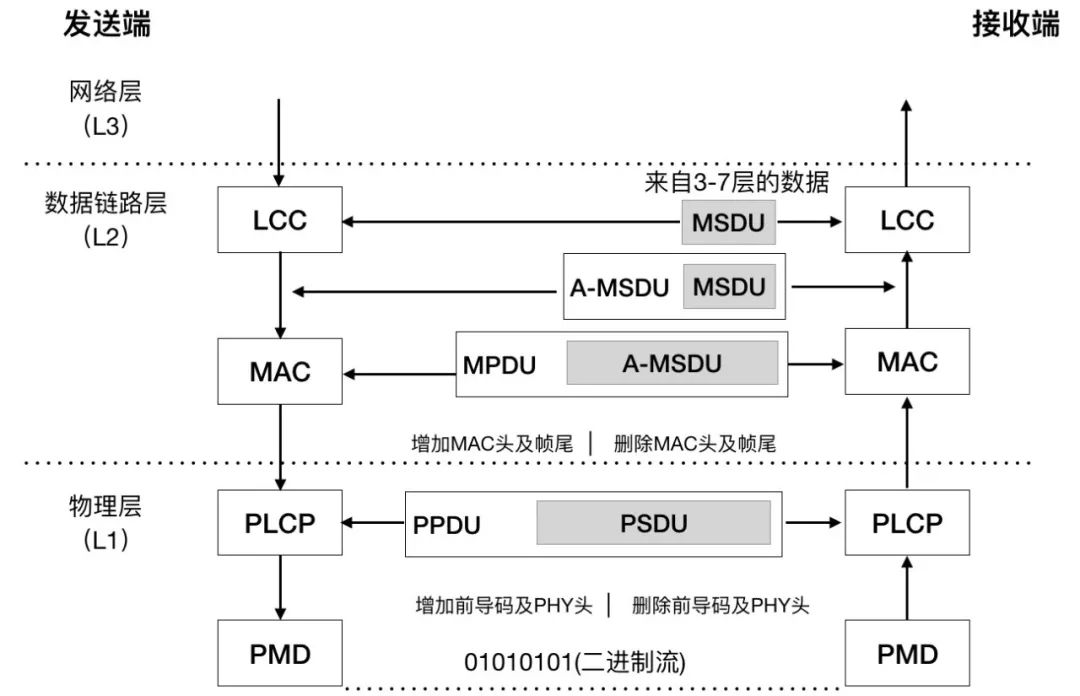 发送端
接收端
网络层
（L3）
来自3-7层的数据
数据链路层
（L2）
LCC
MSDU
LCC
A-MSDU
MSDU
MAC
MPDU
A-MSDU
MAC
增加MAC头及帧尾 | 删除MAC头及帧尾
物理层
（L1）
PLCP
PPDU
PSDU
PLCP
增加前导码及PHY头 | 删除前导码及PHY头
PMD
01010101(二进制流)
PMD